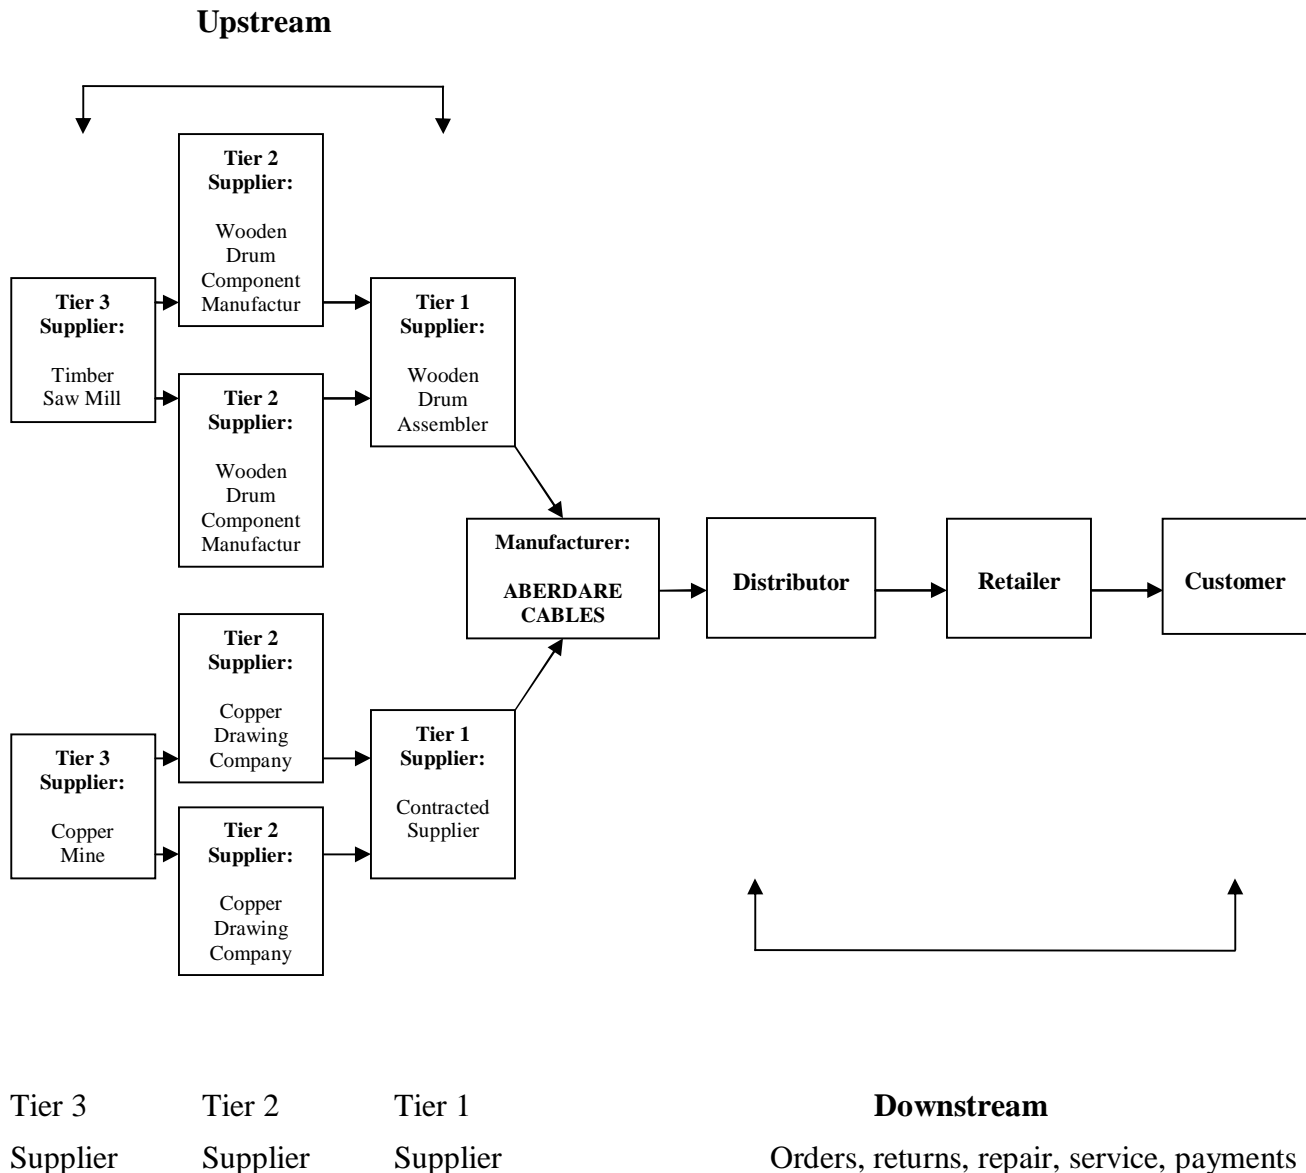 Upstream
Tier 2
Supplier:
Wooden
Drum
Component
Manufactur
Tier 3
Supplier:
Timber
Saw Mill
Tier 1
Supplier:
Wooden
Drum
Assembler
Tier 2
Supplier:
Wooden
Drum
Component
Manufactur
Manufacturer:
ABERDARE
CABLES
Distributor
Retailer
Customer
Tier 2
Supplier:
Copper
Drawing
Company
Tier 3
Supplier:
Copper
Mine
Tier 1
Supplier:
Contracted
Supplier
Tier 2
Supplier:
Copper
Drawing
Company
Tier 3 Tier 2 Tier 1 Downstream
Supplier Supplier Supplier Orders, returns, repair, service, payments